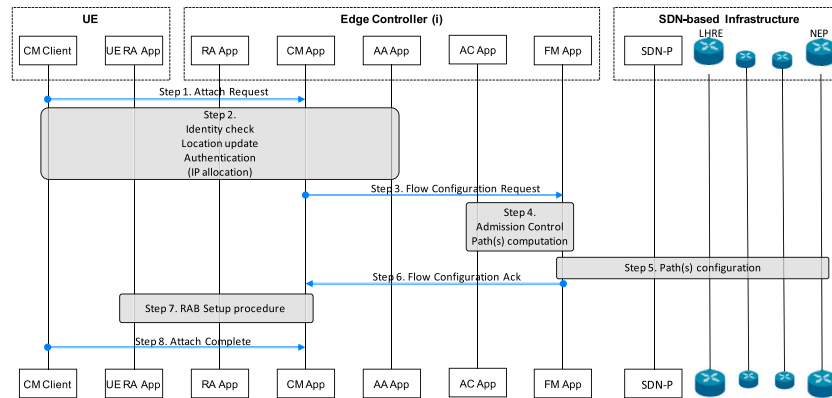 UE
Edge Controller (i)
SDN-based Infrastructure
CM Client
UE RA App
RA App
CM App
AA App
AC App
FM App
SDN-P
LHRE
NEP
Step 1. Attach Request
Step 2.
Identity check
Location update
Authentication
(IP allocation)
Step 3. Flow Configuration Request
Step 4.
Admission Control
Path(s) computation
Step 5. Path(s) configuration
Step 6. Flow Configuration Ack
Step 7. RAB Setup procedure
Step 8. Attach Complete
CM Client
UE RA App
RA App
CM App
AA App
AC App
FM App
SDN-P